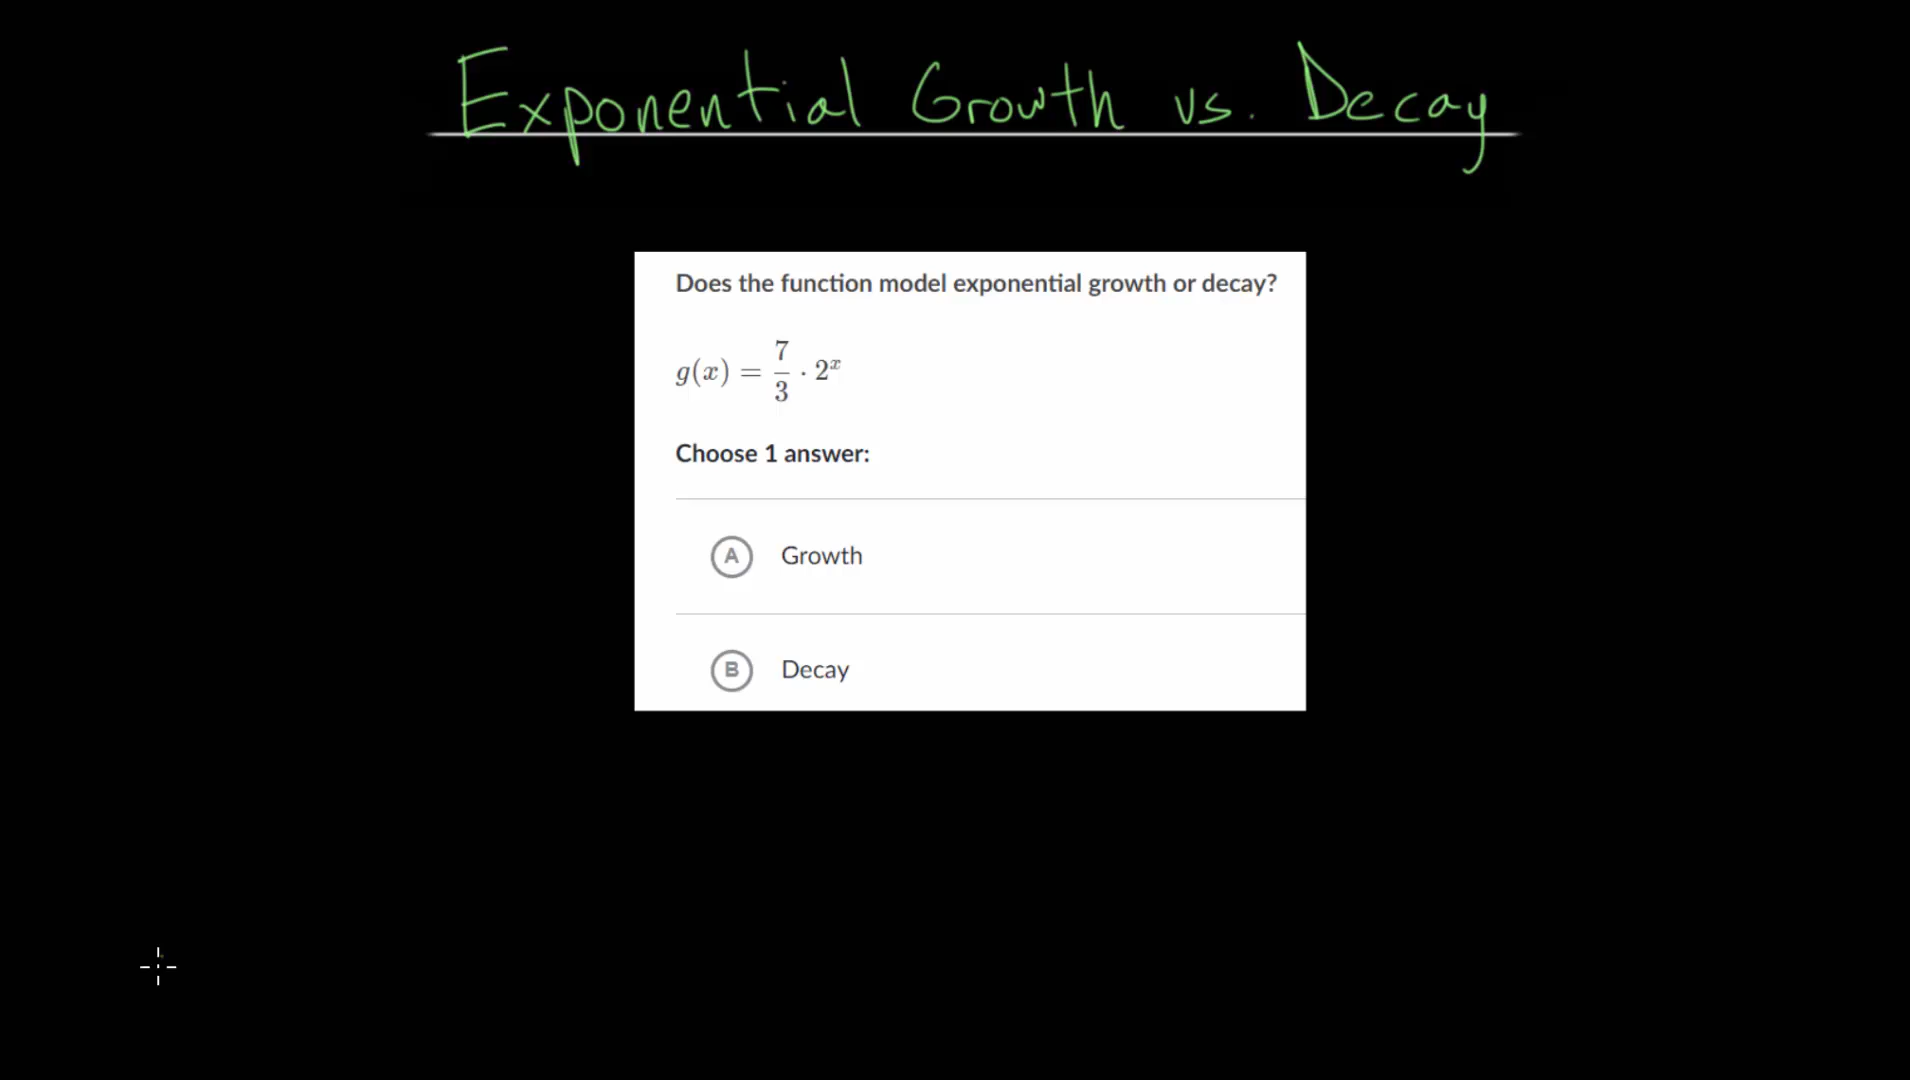 Exponential Growth vs. Decay
Does the function model exponential growth or decay?
g(x) = 7/3 · 2^x
Choose 1 answer:
A Growth
B Decay